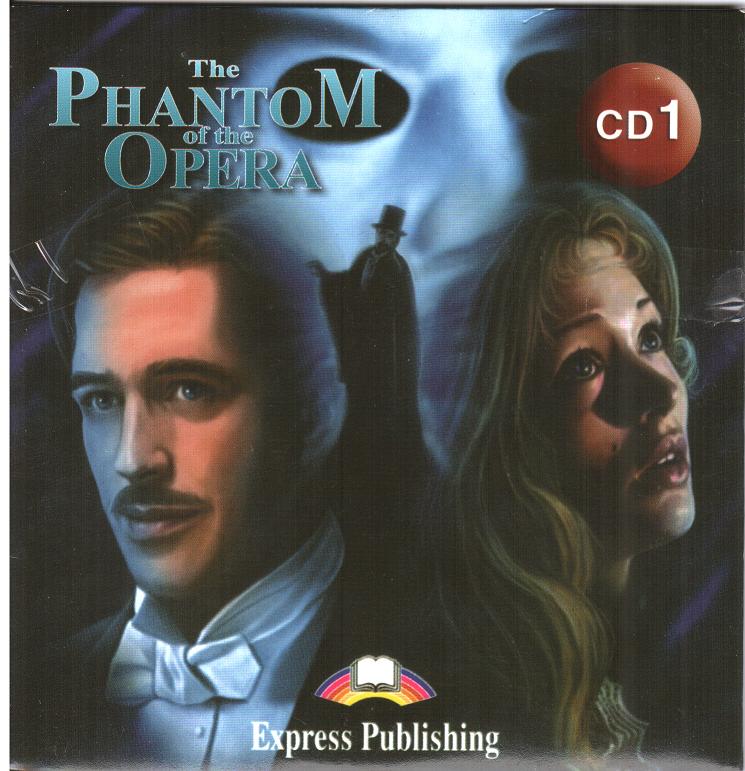 The
PHANTOM
of the
OPERA
CD1
Express Publishing